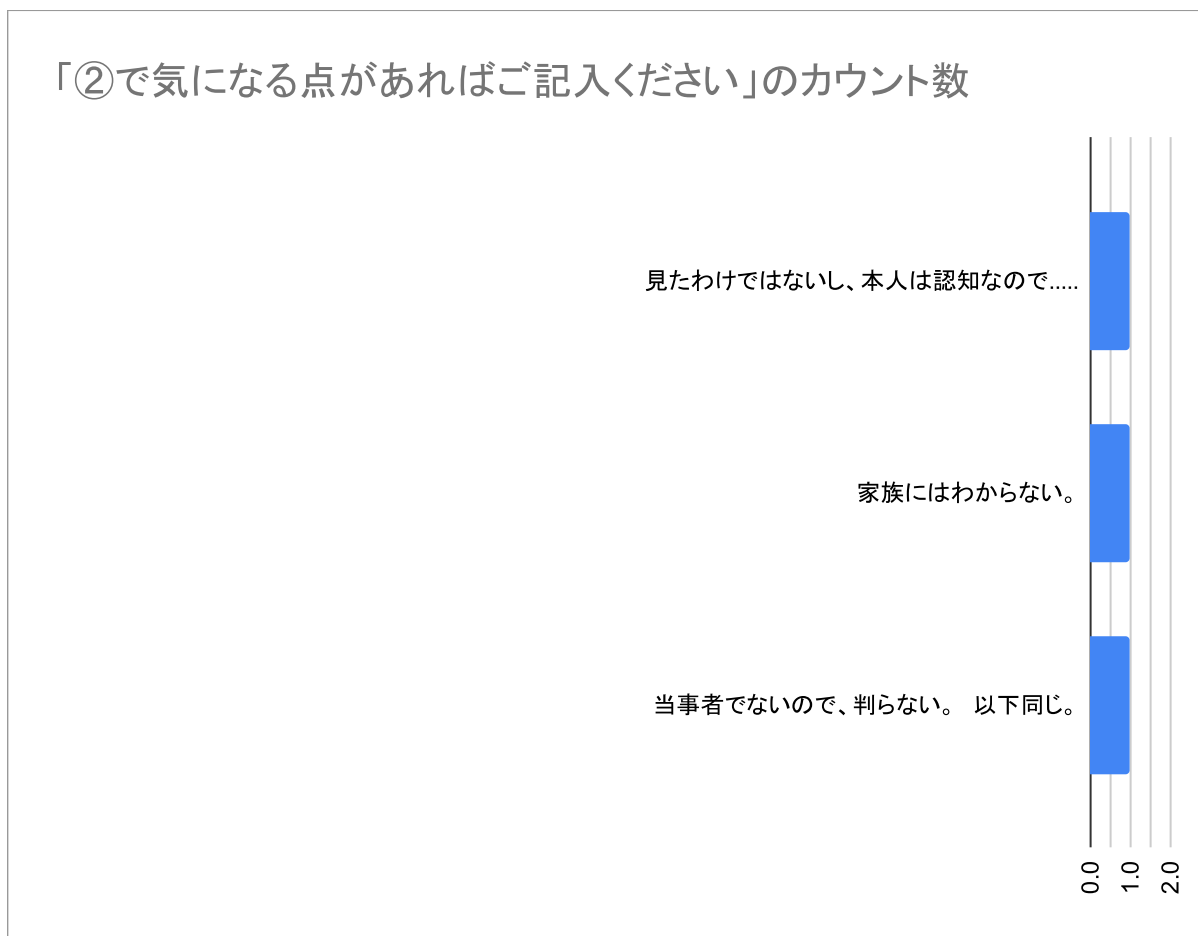 「②で気になる点があればご記入ください」のカウント数
見たわけではないし、本人は認知なので.....
家族にはわからない。
当事者でないので、判らない。　以下同じ。
0.0
1.0
2.0